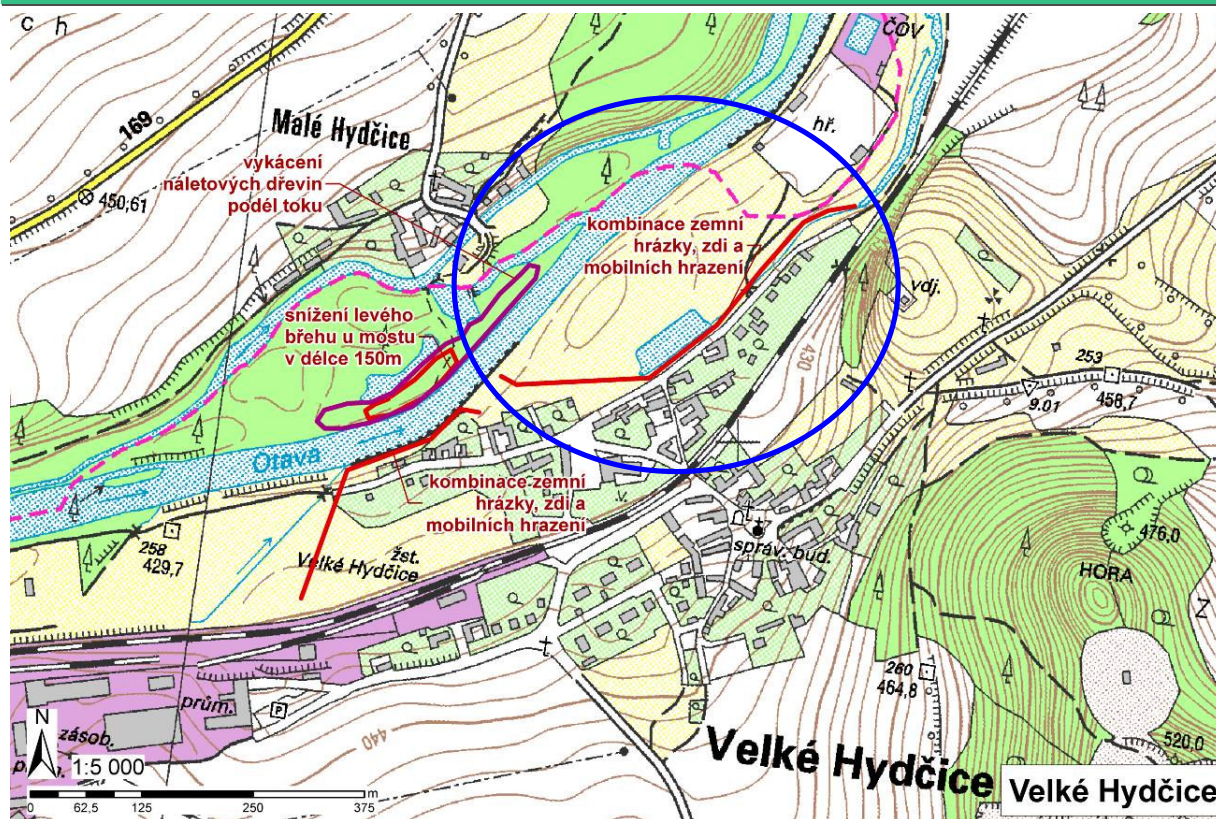 c h
ČOV
169
Malé Hydčice
hř.
vykácení
náletových dřevin
podél toku
450,61
kombinace zemní
hrázky, zdi a
mobilních hrazení
snížení levého
břehu u mostu
v délce 150m
vdj.
430
253
9.01
458,7
Otava
kombinace zemní
hrázky, zdi a
mobilních hrazení
476,0
258
429,7
žst.
Velké Hydčice
správ. bud.
HORA
Z
260
464,8
prům.
P
N
zásob.
440
520,0
1:5 000
Velké Hydčice
Velké Hydčice
m
0 62,5 125 250 375